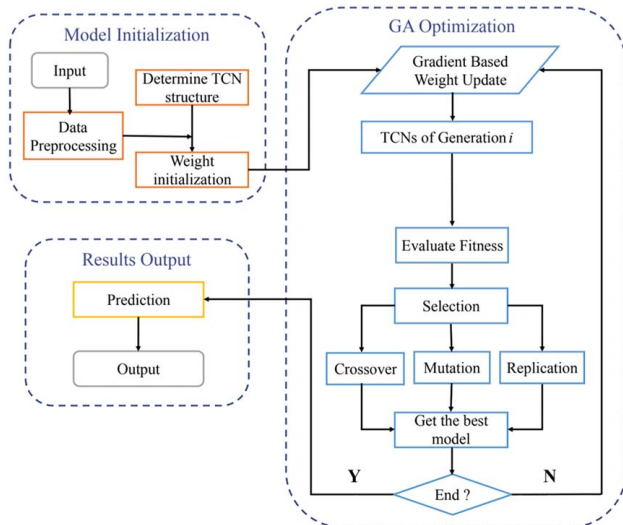 Model Initialization
Input
Determine TCN
structure
Data
Preprocessing
Weight
initialization
GA Optimization
Gradient Based
Weight Update
TCNs of Generation i
Evaluate Fitness
Selection
Crossover
Mutation
Replication
Get the best
model
End ?
Y
N
Results Output
Prediction
Output